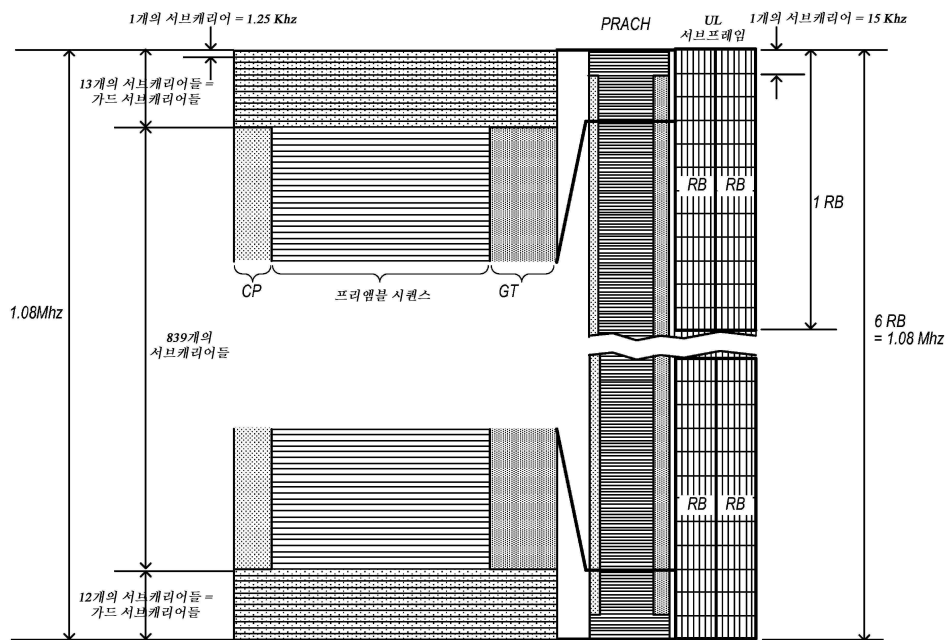 1개의 서브캐리어 = 1.25 Khz
PRACH
UL
서브프레임
1개의 서브캐리어 = 15 Khz
13개의 서브캐리어들 =
가드 서브캐리어들
RB RB
1 RB
CP
프리앰블 시퀀스
GT
1.08Mhz
839개의
서브캐리어들
6 RB
= 1.08 Mhz
RB RB
12개의 서브캐리어들 =
가드 서브캐리어들